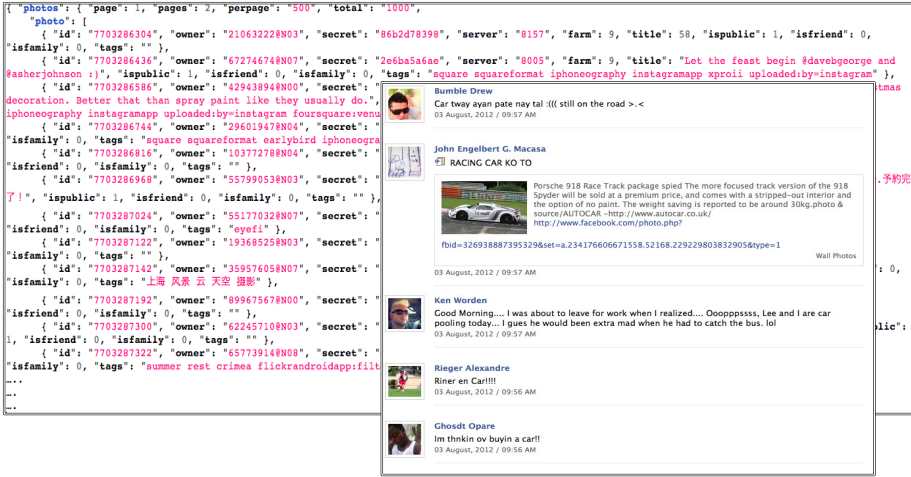 { "photos": { "page": 1, "pages": 2, "perpage": "500", "total": "1000",
"photo": [
{ "id": "7703286304", "owner": "21063222@N03", "secret": "86b2d78398", "server": "8157", "farm": 9, "title": 58, "ispublic": 1, "isfriend": 0,
"isfamily": 0, "tags": "" },
{ "id": "7703286436", "owner": "67274674@N07", "secret": "2e6ba5a6ae", "server": "8005", "farm": 9, "title": "Let the feast begin @davebgeorge and
@asherjohnson :)", "ispublic": 1, "isfriend": 0, "isfamily": 0, "tags": "square squareformat iphoneography instagramapp xproii uploaded:by=instagram" },
{ "id": "7703286586", "owner": "42943894@N00", "secret": "
decoration. Better that than spray paint like they usually do.",
iphoneography instagramapp uploaded:by=instagram foursquare:venu
{ "id": "7703286744", "owner": "29601947@N04", "secret": "
"isfamily": 0, "tags": "square squareformat earlybird iphoneogra
{ "id": "7703286816", "owner": "10377278@N04", "secret": "
"isfriend": 0, "isfamily": 0, "tags": "" },
{ "id": "7703286968", "owner": "55799053@N08", "secret": " .予約完
了!", "ispublic": 1, "isfriend": 0, "isfamily": 0, "tags": "" },
{ "id": "7703287024", "owner": "55177032@N07", "secret": "
"isfriend": 0, "isfamily": 0, "tags": "eyefi" },
{ "id": "7703287122", "owner": "19368525@N03", "secret": "
"isfamily": 0, "tags": "" },
{ "id": "7703287142", "owner": "35957605@N07", "secret": " ": 0,
"isfamily": 0, "tags": "上海 风景 云 天空 摄影" },
{ "id": "7703287192", "owner": "89967567@N00", "secret": "
"isfriend": 0, "isfamily": 0, "tags": "" },
{ "id": "7703287300", "owner": "62245710@N03", "secret": " blic":
1, "isfriend": 0, "isfamily": 0, "tags": "" },
{ "id": "7703287322", "owner": "65773914@N08", "secret": "
"isfamily": 0, "tags": "summer rest crimea flickrandroidapp:filt
…..
….
….
Bumble Drew
Car tway ayan pate nay tal :((( still on the road >.<
03 August, 2012 / 09:57 AM
John Engelbert G. Macasa
RACING CAR KO TO
Porsche 918 Race Track package spied The more focused track version of the 918
Spyder will be sold at a premium price, and comes with a stripped-out interior and
the option of no paint. The weight saving is reported to be around 30kg.photo &
source/AUTOCAR -http://www.autocar.co.uk/
http://www.facebook.com/photo.php?
fbid=326938887395329&set=a.234176606671558.52168.229229803832905&type=1
Wall Photos
03 August, 2012 / 09:57 AM
Ken Worden
Good Morning.... I was about to leave for work when I realized.... Ooopppssss, Lee and I are car
pooling today... I gues he would been extra mad when he had to catch the bus. lol
03 August, 2012 / 09:57 AM
Rieger Alexandre
Riner en Car!!!!
03 August, 2012 / 09:56 AM
Ghosdt Opare
Im thnkin ov buyin a car!!
03 August, 2012 / 09:56 AM